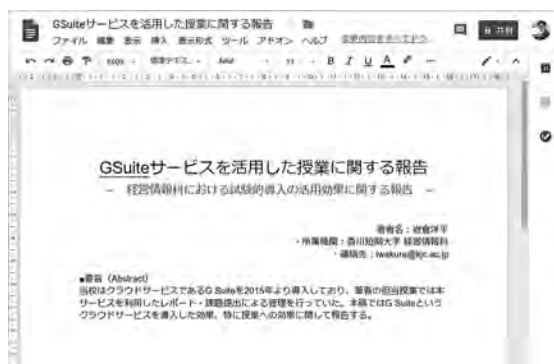 GSuiteサービスを活用した授業に関する報告
ファイル 編集 表示 挿入 表示形式 ツール アドオン ヘルプ
共有
100% 標準テキス... Arial 11 B I U A
GSuiteサービスを活用した授業に関する報告
－ 経営情報科における試験的導入の活用効果に関する報告 －
著者名：岩倉洋平
・所属機関：香川短期大学 経営情報科
・連絡先：iwakura@kjc.ac.jp
■要旨（Abstract）
当校はクラウドサービスであるG Suiteを2015年より導入しており、筆者の担当授業では本
サービスを利用したレポート・課題提出による管理を行っていた。本稿ではG Suiteという
クラウドサービスを導入した効果、特に授業への効果に関して報告する。